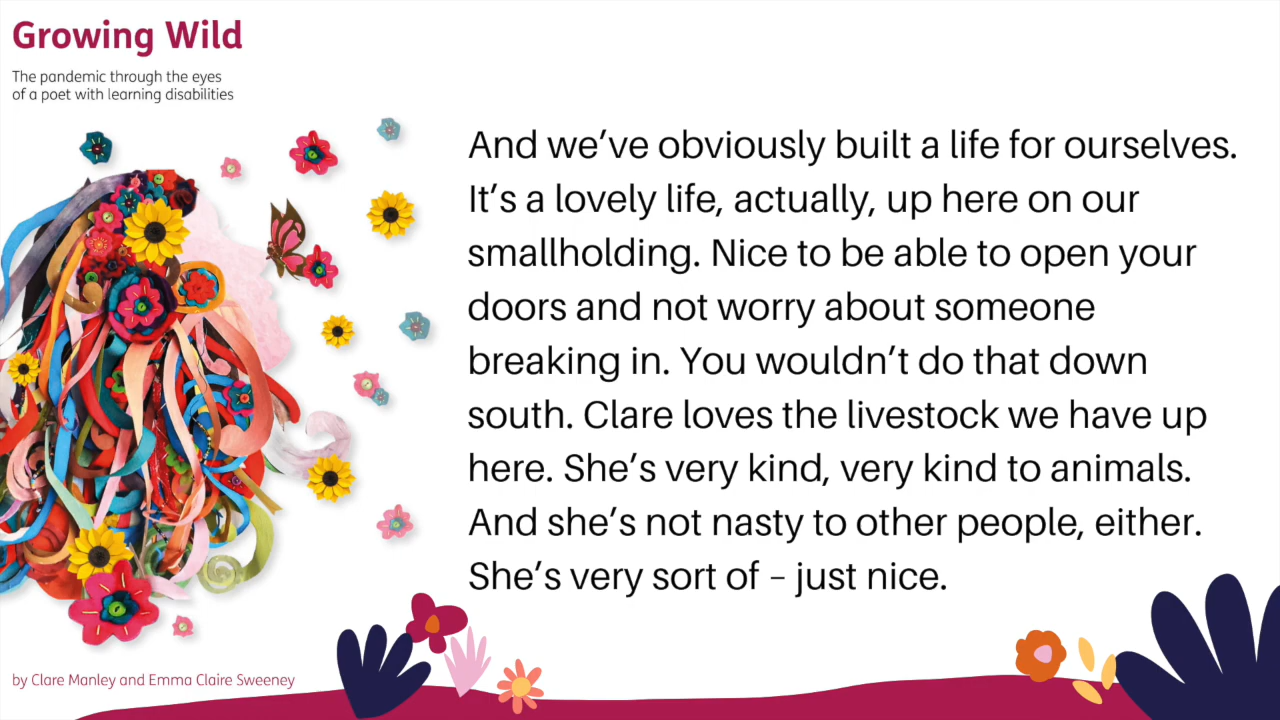 Growing Wild
The pandemic through the eyes
of a poet with learning disabilities
And we’ve obviously built a life for ourselves.
It’s a lovely life, actually, up here on our
smallholding. Nice to be able to open your
doors and not worry about someone
breaking in. You wouldn’t do that down
south. Clare loves the livestock we have up
here. She’s very kind, very kind to animals.
And she’s not nasty to other people, either.
She’s very sort of – just nice.
by Clare Manley and Emma Claire Sweeney